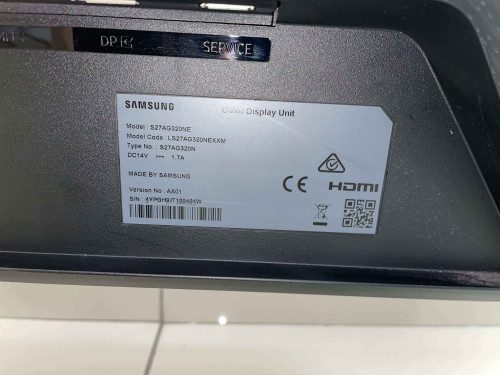 DP
SERVICE
SAMSUNG
Color Display Unit
Model : S27AG320NE
Model Code : LS27AG320NEXXM
Type No. : S27AG320N
DC14V 1.7A
MADE BY SAMSUNG
CE
HDMI
Version No : AA01
S/N :